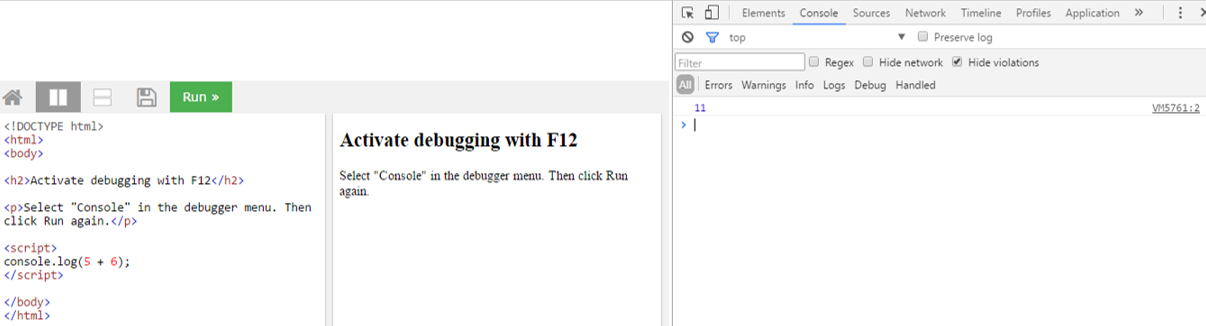 Run »
<!DOCTYPE html>
<html>
<body>
<h2>Activate debugging with F12</h2>
<p>Select "Console" in the debugger menu. Then
click Run again.</p>
<script>
console.log(5 + 6);
</script>
</body>
</html>
Activate debugging with F12
Select "Console" in the debugger menu. Then click Run
again.
Elements Console Sources Network Timeline Profiles Application »
top Preserve log
Filter Regex Hide network Hide violations
All Errors Warnings Info Logs Debug Handled
11 VM5761:2
>